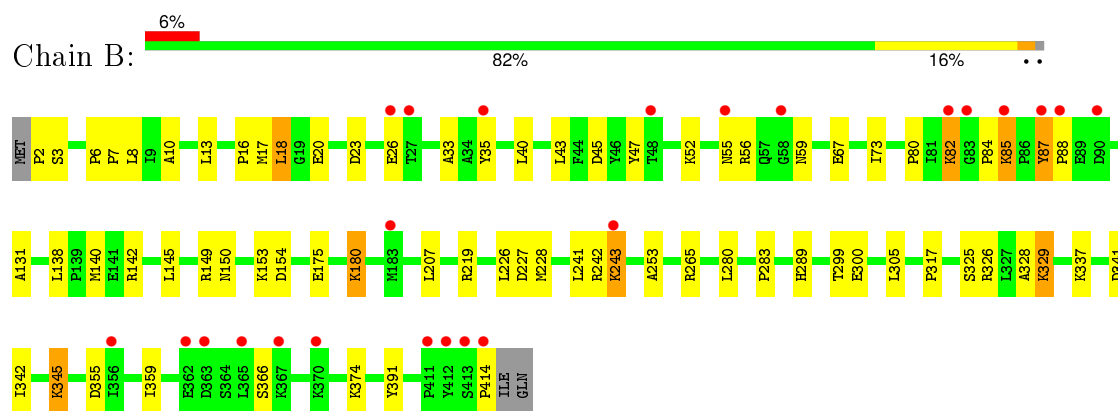 6%
Chain B:
82% 16% • •
MET P2 S3 P6 P7 L8 I9 A10 L13 P16 M17 L18 G19 E20 D23 E26 T27 A33 A34 Y35 L40 L43 F44 D45 Y46 Y47 T48 K52 N55 R56 Q57 G58 N59 E67 I73 P80 I81 K82 G83 P84 K85 P86 Y87 P88 E89 D90
A131 L138 P139 M140 E141 R142 L145 R149 N150 K153 D154 E175 K180 M183 L207 R219 L226 D227 M228 L241 R242 K243 A253 R265 L280 P283 H289 T299 E300 L305 P317 S325 R326 L327 A328 K329 K337 D341
I342 K345 D355 I356 I359 E362 D363 S364 L365 S366 K367 K370 K374 Y391 P411 Y412 S413 P414 ILE GLN